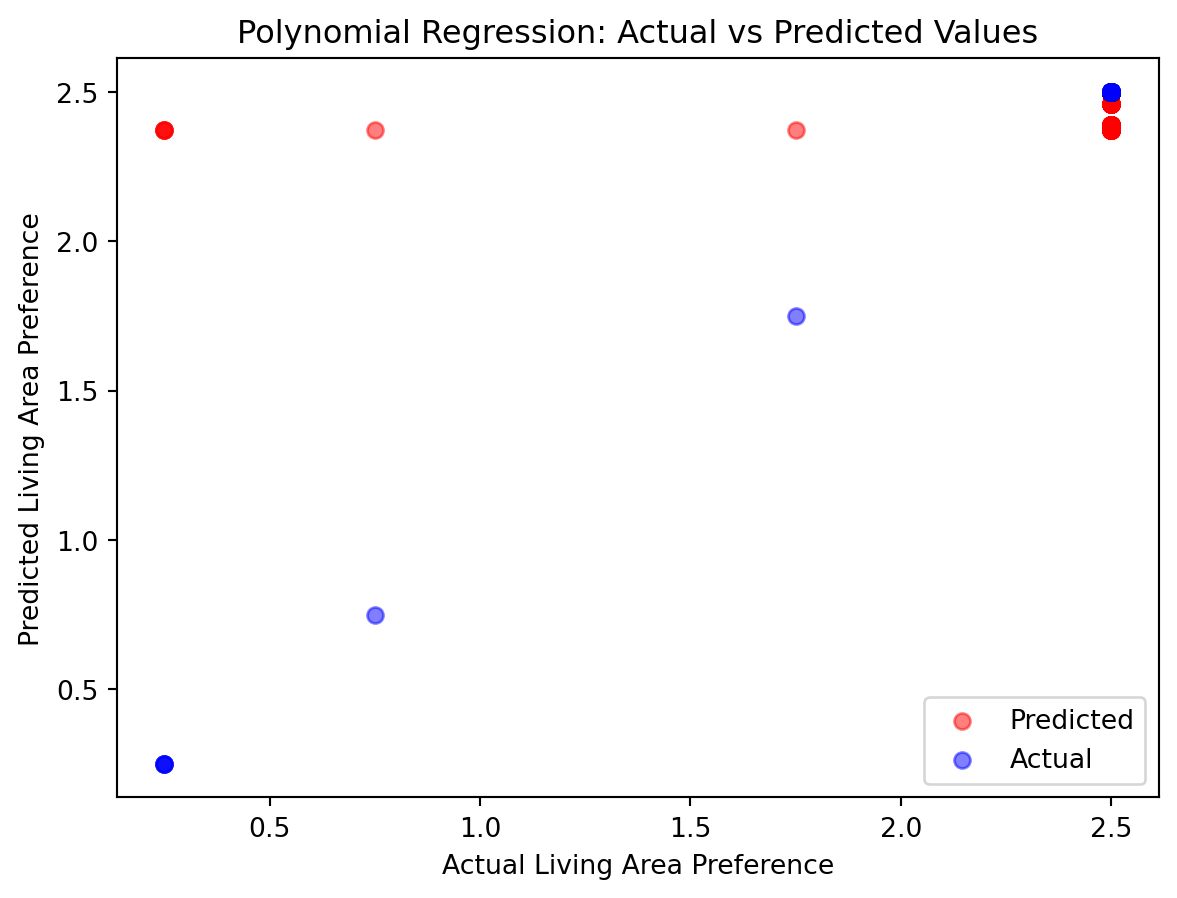 Polynomial Regression: Actual vs Predicted Values
Predicted Living Area Preference
2.5
2.0
1.5
1.0
0.5
Predicted
Actual
0.5 1.0 1.5 2.0 2.5
Actual Living Area Preference